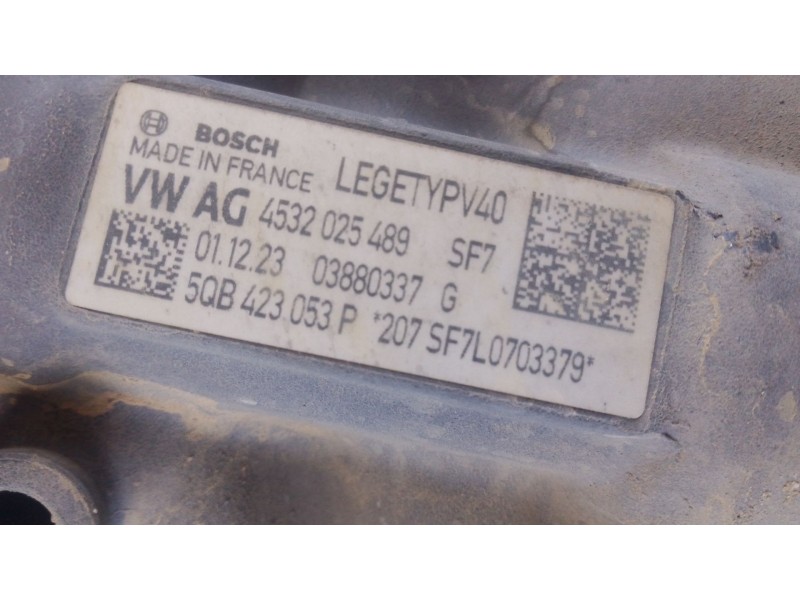 BOSCH
MADE IN FRANCE LEGETYPV40
VW AG 4532 025 489 SF7
01.12.23 03880337 G
5QB 423 053 P *207 SF7L0703379*